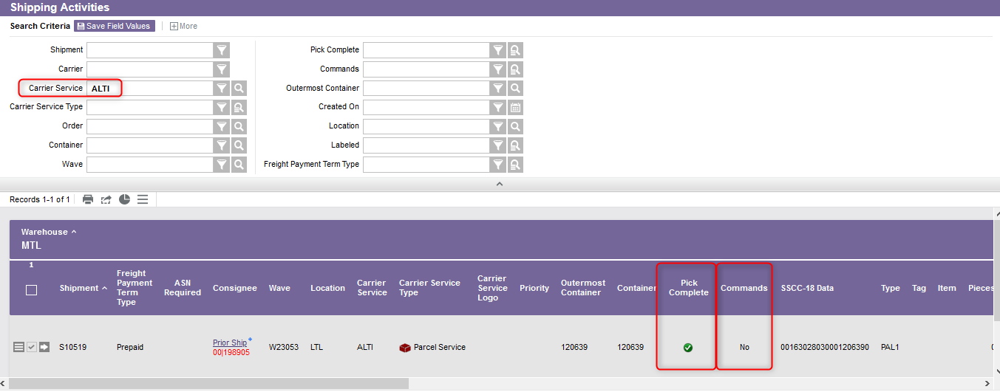 Shipping Activities
Search Criteria Save Field Values More
Shipment
Carrier
Carrier Service ALTI
Carrier Service Type
Order
Container
Wave
Pick Complete
Commands
Outermost Container
Created On
Location
Labeled
Freight Payment Term Type
Records 1-1 of 1
Warehouse
MTL
1
Shipment
Freight
Payment
Term
Type
ASN
Required
Consignee
Wave
Location
Carrier
Service
Carrier Service
Type
Carrier
Service
Logo
Priority
Outermost
Container
Container
Pick
Complete
Commands
SSCC-18 Data
Type
Tag
Item
Pieces
S10519 Prepaid Prior Ship W23053 LTL ALTI Parcel Service 120639 120639 No 00163028030001206390 PAL1
00|198905